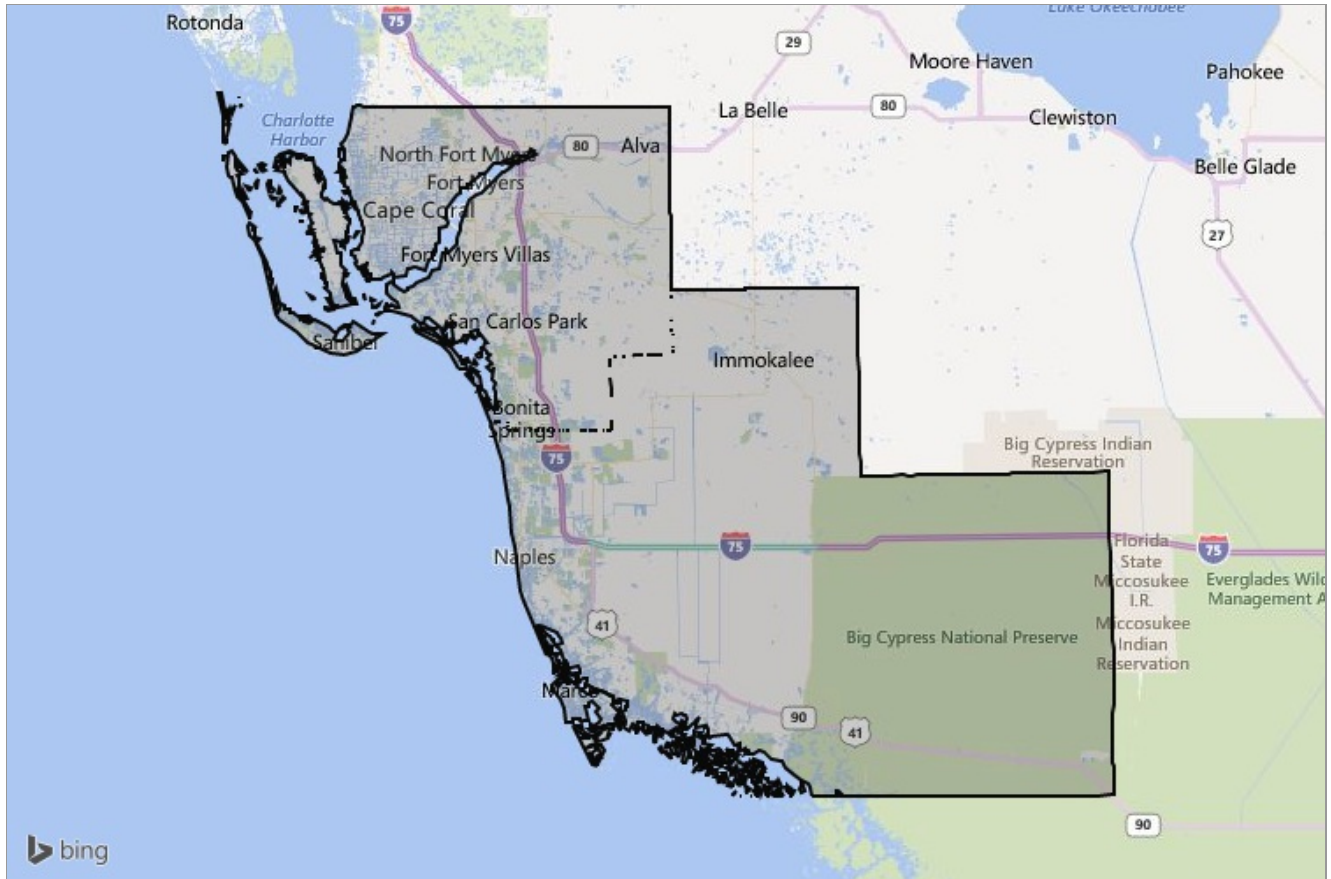 Rotonda
75
Lake Okeechobee
29
Moore Haven
Pahokee
La Belle
80
Clewiston
Charlotte
Harbor
North Fort Myers
80
Alva
Belle Glade
Fort Myers
Cape Coral
27
Fort Myers Villas
San Carlos Park
Sanibel
Immokalee
Bonita
Springs
75
Big Cypress Indian
Reservation
Naples
75
Florida
State
Miccosukee
I.R.
75
Everglades Wild
Management A
41
Miccosukee
Indian
Reservation
Big Cypress National Preserve
Marco
90
41
90
bing